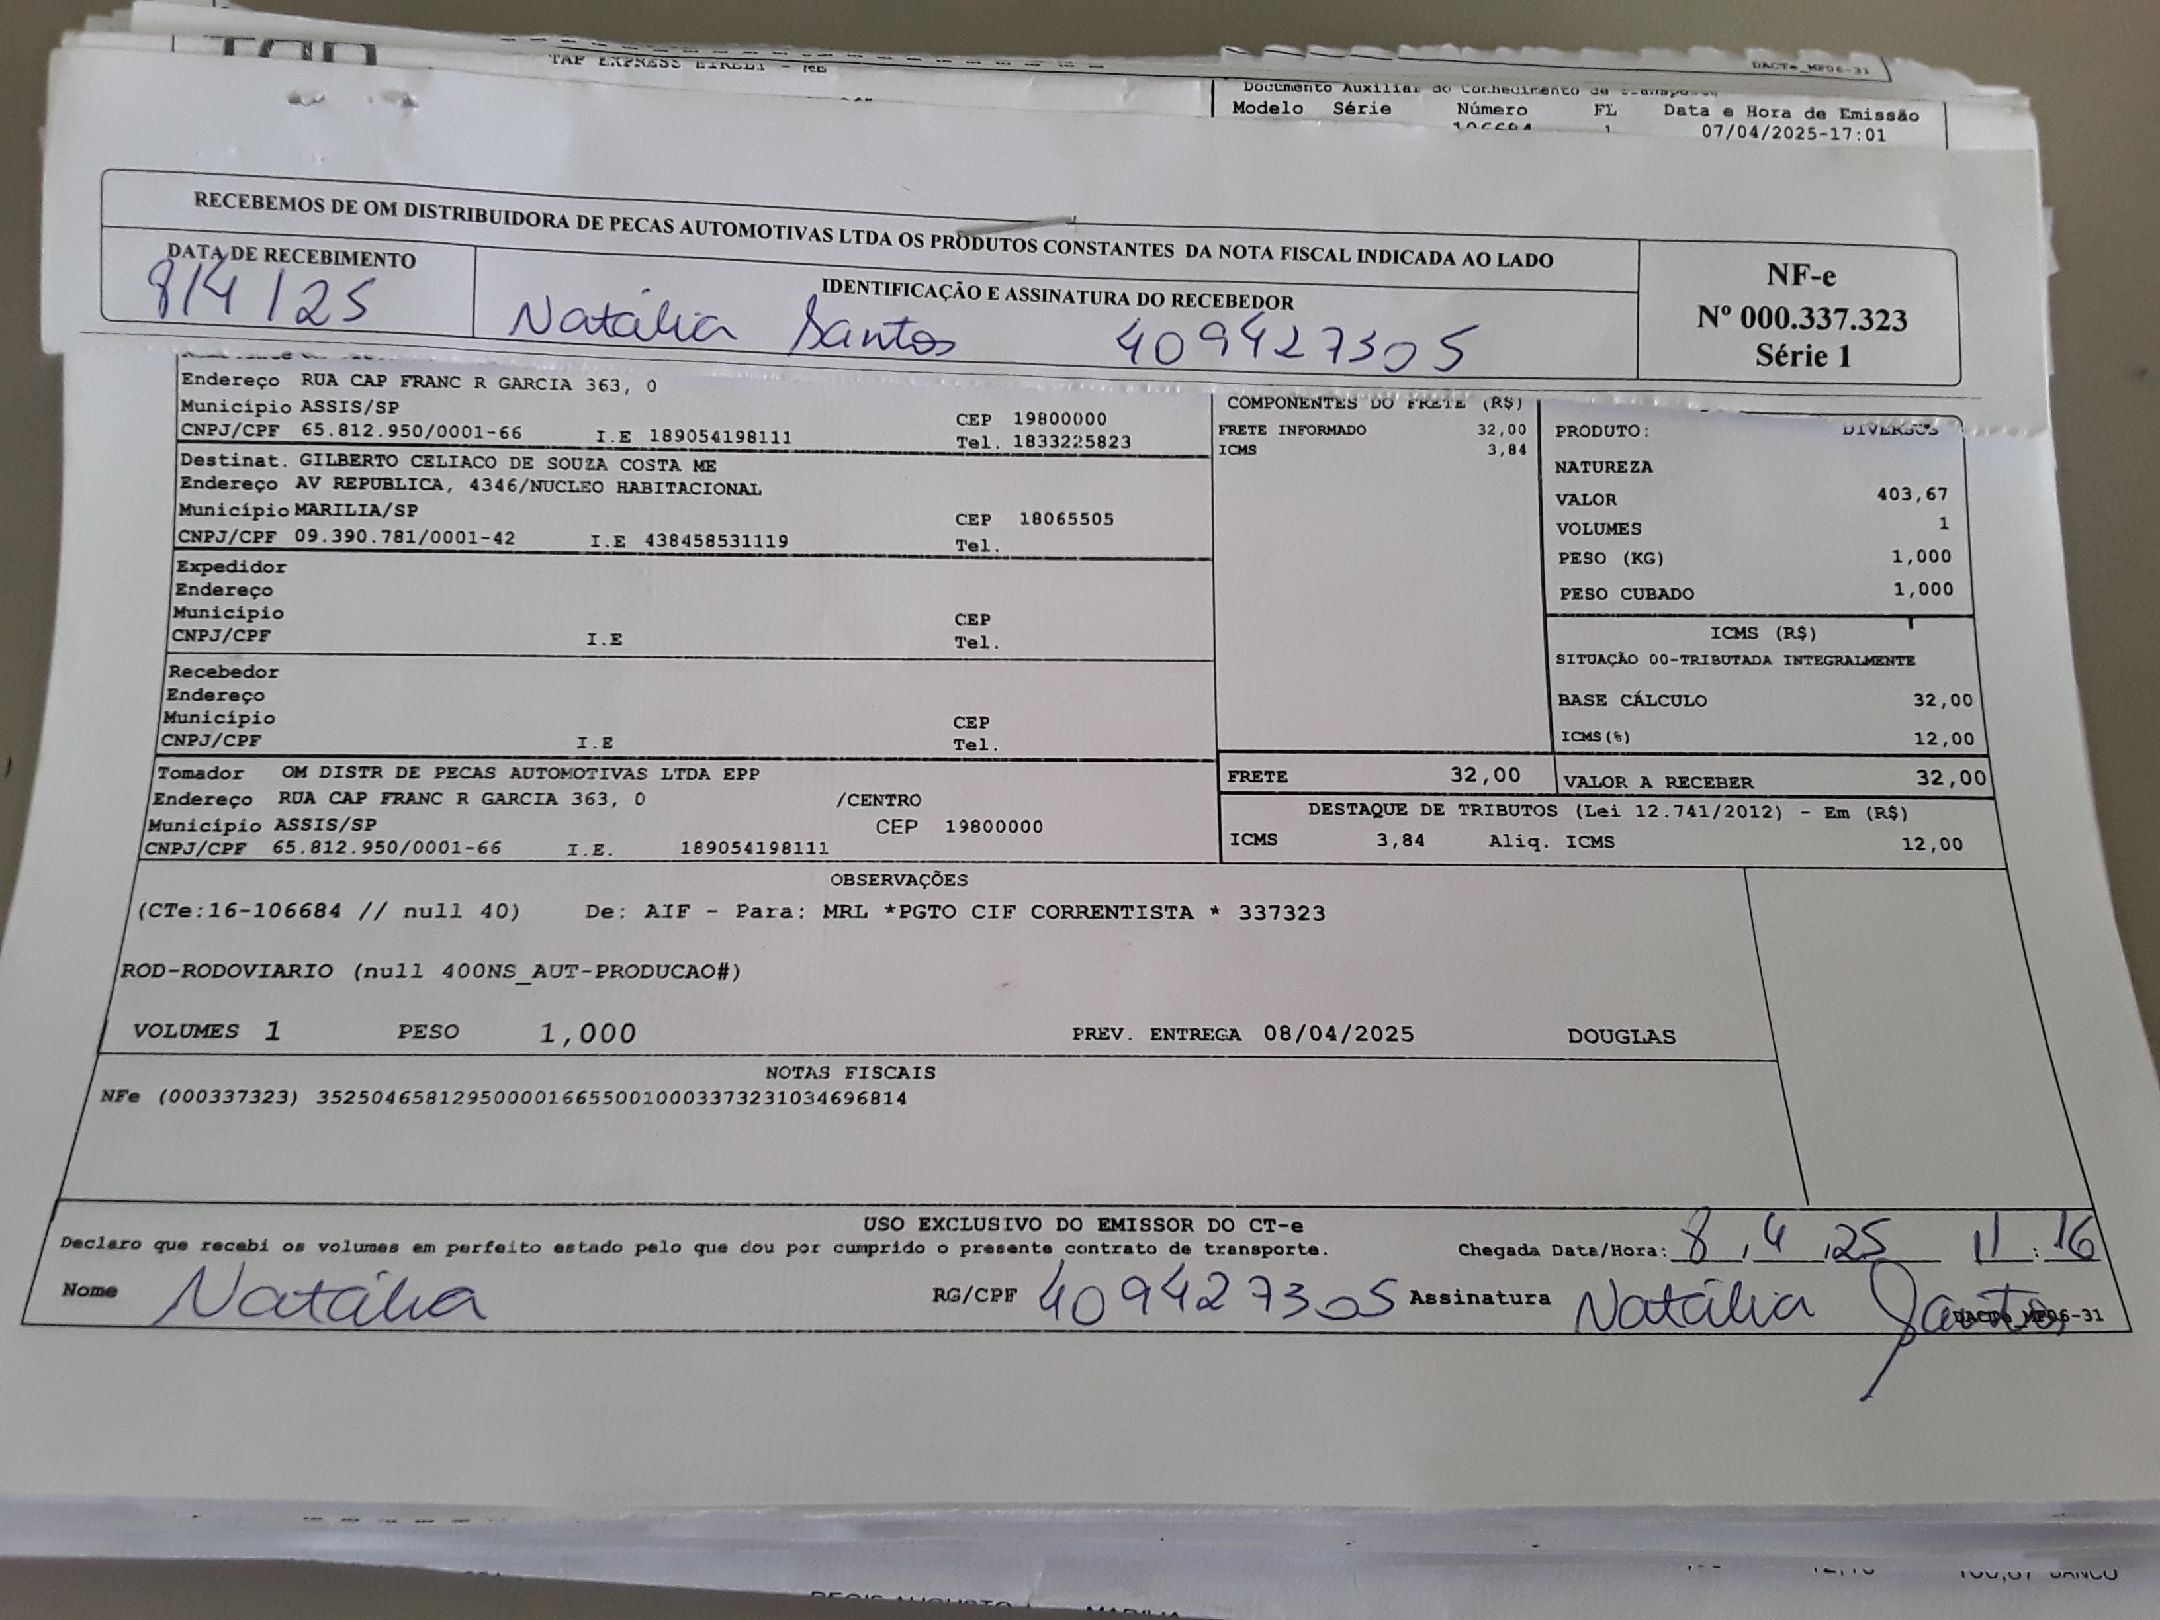 TAP EXPRESS EIRELI - ME
DACTe_MF06-31
Documento Auxiliar do Conhecimento de
Modelo Série Número FL Data e Hora de Emissão
106684 1 07/04/2025-17:01
RECEBEMOS DE OM DISTRIBUIDORA DE PECAS AUTOMOTIVAS LTDA OS PRODUTOS CONSTANTES DA NOTA FISCAL INDICADA AO LADO
DATA DE RECEBIMENTO
8/4/25
IDENTIFICAÇÃO E ASSINATURA DO RECEBEDOR
Natália Santos 409427305
NF-e
Nº 000.337.323
Série 1
Endereço RUA CAP FRANC R GARCIA 363, 0
Município ASSIS/SP CEP 19800000
CNPJ/CPF 65.812.950/0001-66 I.E 189054198111 Tel. 1833225823
Destinat. GILBERTO CELIACO DE SOUZA COSTA ME
Endereço AV REPUBLICA, 4346/NUCLEO HABITACIONAL
Município MARILIA/SP CEP 18065505
CNPJ/CPF 09.390.781/0001-42 I.E 438458531119 Tel.
Expedidor
Endereço
Município CEP
CNPJ/CPF I.E Tel.
Recebedor
Endereço
Município CEP
CNPJ/CPF I.E Tel.
Tomador OM DISTR DE PECAS AUTOMOTIVAS LTDA EPP
Endereço RUA CAP FRANC R GARCIA 363, 0 /CENTRO
Município ASSIS/SP CEP 19800000
CNPJ/CPF 65.812.950/0001-66 I.E. 189054198111
COMPONENTES DO FRETE (R$)
FRETE INFORMADO 32,00
ICMS 3,84
PRODUTO: DIVERSOS
NATUREZA
VALOR 403,67
VOLUMES 1
PESO (KG) 1,000
PESO CUBADO 1,000
ICMS (R$)
SITUAÇÃO 00-TRIBUTADA INTEGRALMENTE
BASE CÁLCULO 32,00
ICMS(%) 12,00
FRETE 32,00 VALOR A RECEBER 32,00
DESTAQUE DE TRIBUTOS (Lei 12.741/2012) - Em (R$)
ICMS 3,84 Aliq. ICMS 12,00
OBSERVAÇÕES
(CTe:16-106684 // null 40) De: AIF - Para: MRL *PGTO CIF CORRENTISTA * 337323
ROD-RODOVIARIO (null 400NS_AUT-PRODUCAO#)
VOLUMES 1 PESO 1,000 PREV. ENTREGA 08/04/2025 DOUGLAS
NOTAS FISCAIS
NFe (000337323) 35250465812950000166550010003373231034696814
USO EXCLUSIVO DO EMISSOR DO CT-e
Declaro que recebi os volumes em perfeito estado pelo que dou por cumprido o presente contrato de transporte. Chegada Data/Hora: 8, 4, 25 11:16
Nome Natália RG/CPF 409427305 Assinatura Natália Santos
DACTe_MF06-31